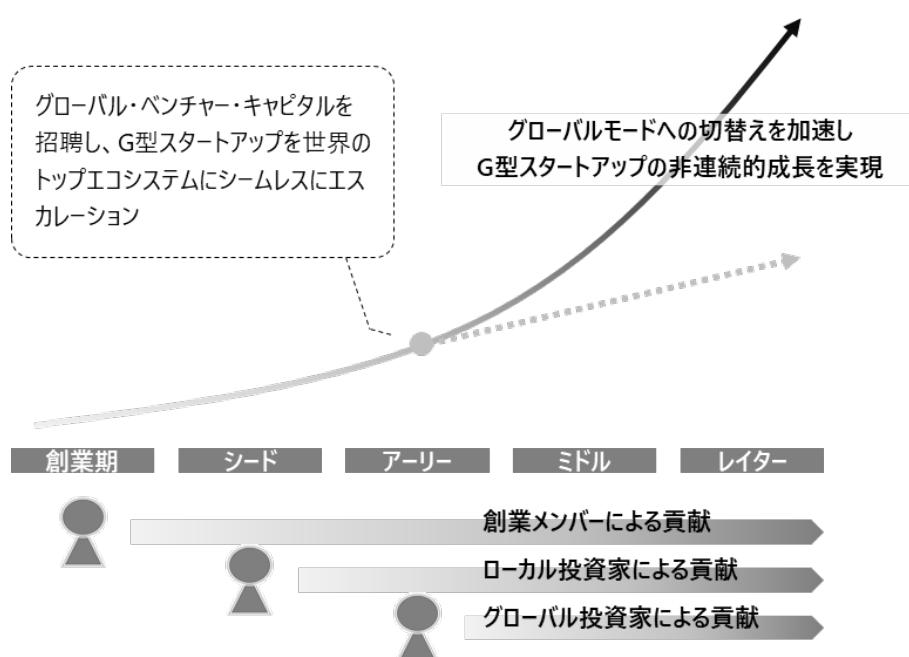 グローバル・ベンチャー・キャピタルを
招聘し、G型スタートアップを世界の
トップエコシステムにシームレスにエス
カレーション
グローバルモードへの切替えを加速し
G型スタートアップの非連続的成長を実現
創業期
シード
アーリー
ミドル
レイター
創業メンバーによる貢献
ローカル投資家による貢献
グローバル投資家による貢献